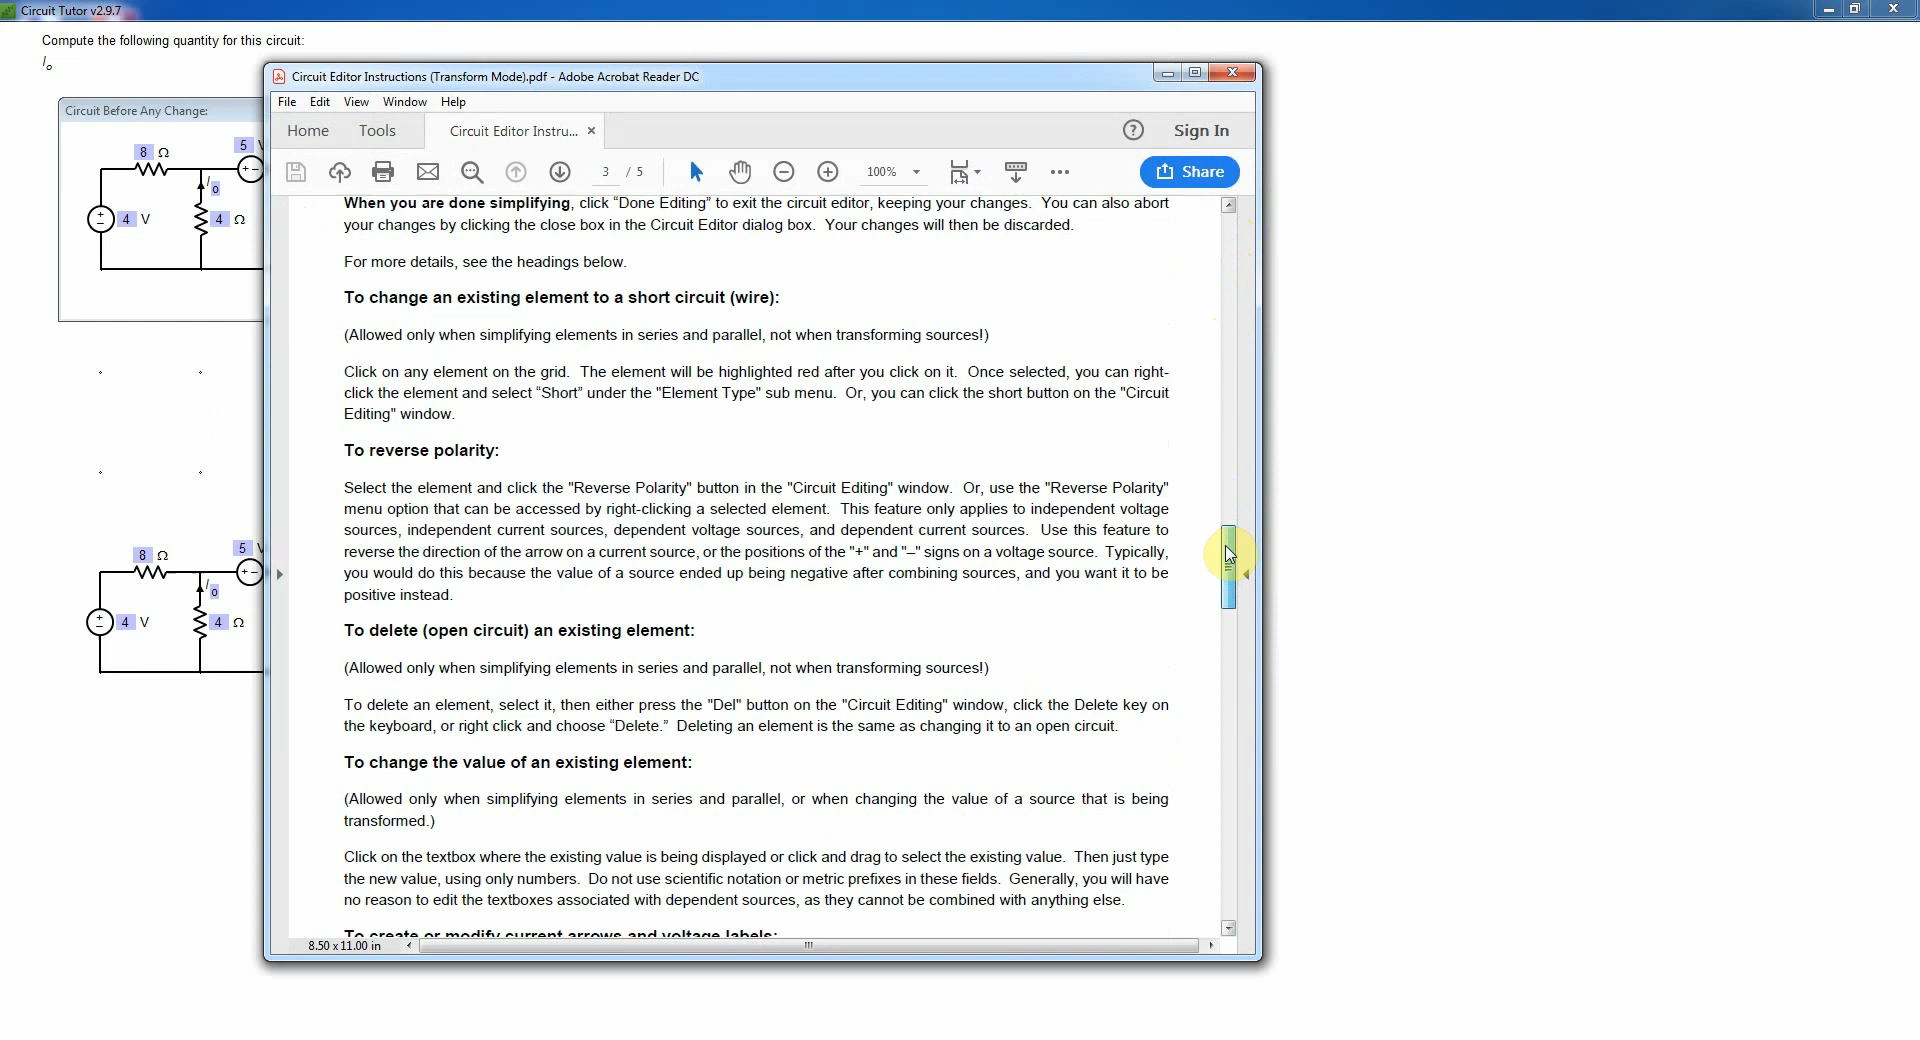 Circuit Tutor v2.9.7
Compute the following quantity for this circuit:
Io
Circuit Before Any Change:
8 Ω
5 V
Io
4 V
4 Ω
8 Ω
5 V
Io
4 V
4 Ω
Circuit Editor Instructions (Transform Mode).pdf - Adobe Acrobat Reader DC
File Edit View Window Help
Home Tools Circuit Editor Instru... × ? Sign In
3 / 5 100% Share
When you are done simplifying, click “Done Editing” to exit the circuit editor, keeping your changes. You can also abort
your changes by clicking the close box in the Circuit Editor dialog box. Your changes will then be discarded.
For more details, see the headings below.
To change an existing element to a short circuit (wire):
(Allowed only when simplifying elements in series and parallel, not when transforming sources!)
Click on any element on the grid. The element will be highlighted red after you click on it. Once selected, you can right-
click the element and select “Short” under the "Element Type" sub menu. Or, you can click the short button on the "Circuit
Editing" window.
To reverse polarity:
Select the element and click the "Reverse Polarity" button in the "Circuit Editing" window. Or, use the "Reverse Polarity"
menu option that can be accessed by right-clicking a selected element. This feature only applies to independent voltage
sources, independent current sources, dependent voltage sources, and dependent current sources. Use this feature to
reverse the direction of the arrow on a current source, or the positions of the "+" and "–" signs on a voltage source. Typically,
you would do this because the value of a source ended up being negative after combining sources, and you want it to be
positive instead.
To delete (open circuit) an existing element:
(Allowed only when simplifying elements in series and parallel, not when transforming sources!)
To delete an element, select it, then either press the "Del" button on the "Circuit Editing" window, click the Delete key on
the keyboard, or right click and choose “Delete.” Deleting an element is the same as changing it to an open circuit.
To change the value of an existing element:
(Allowed only when simplifying elements in series and parallel, or when changing the value of a source that is being
transformed.)
Click on the textbox where the existing value is being displayed or click and drag to select the existing value. Then just type
the new value, using only numbers. Do not use scientific notation or metric prefixes in these fields. Generally, you will have
no reason to edit the textboxes associated with dependent sources, as they cannot be combined with anything else.
To create or modify current arrows and voltage labels:
8.50 x 11.00 in